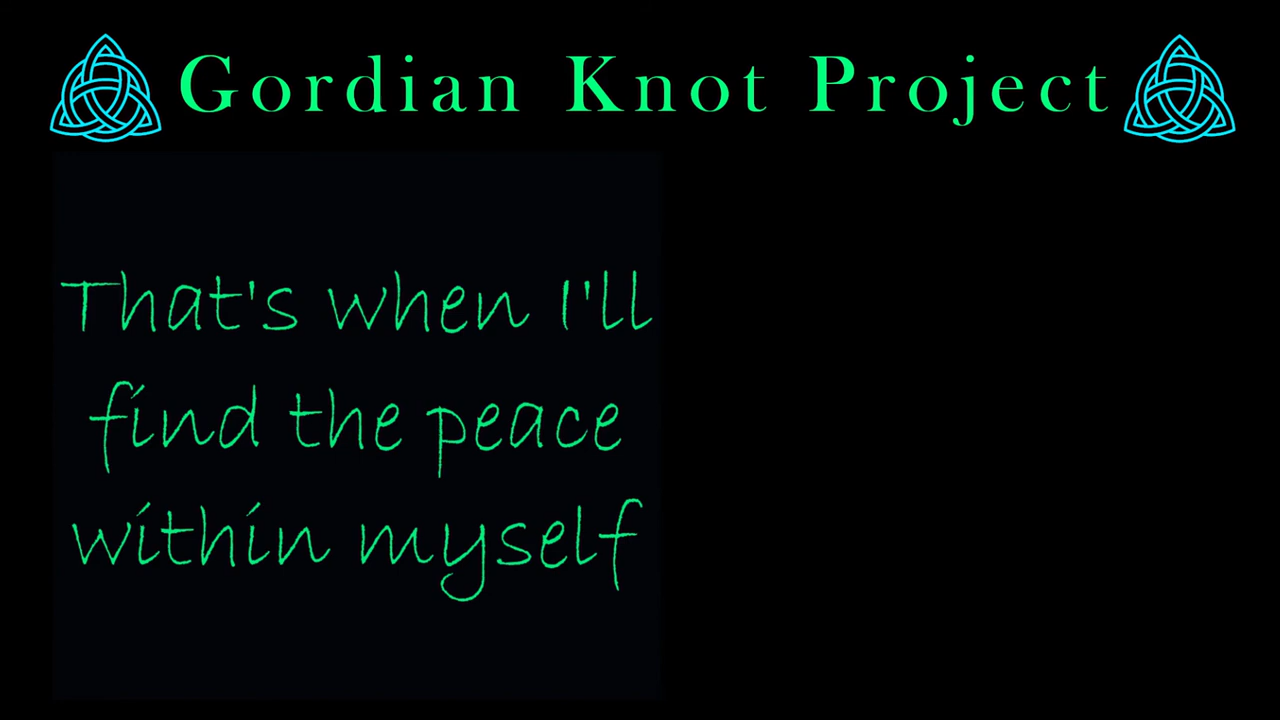 Gordian Knot Project
That's when I'll
find the peace
within myself